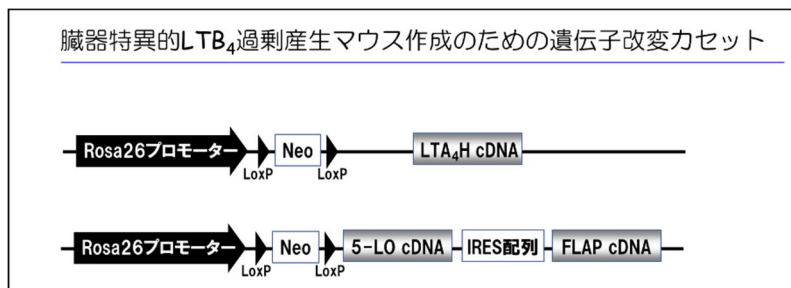 臓器特異的LTB₄過剰産生マウス作成のための遺伝子改変カセット
Rosa26プロモーター Neo LTA₄H cDNA
LoxP LoxP
Rosa26プロモーター Neo 5-LO cDNA IRES配列 FLAP cDNA
LoxP LoxP